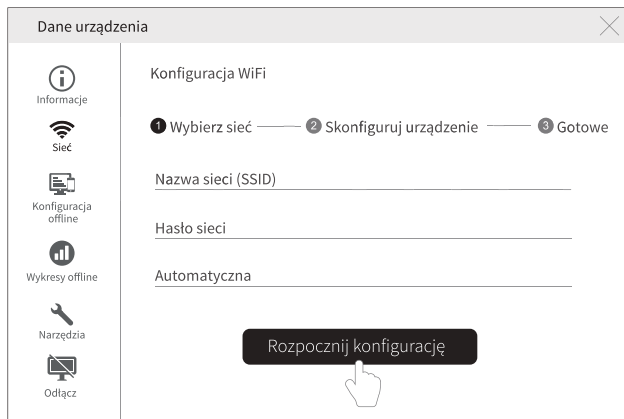 Dane urządzenia
Informacje
Sieć
Konfiguracja
offline
Wykresy offline
Narzędzia
Odłącz
Konfiguracja WiFi
1 Wybierz sieć 2 Skonfiguruj urządzenie 3 Gotowe
Nazwa sieci (SSID)
Hasło sieci
Automatyczna
Rozpocznij konfigurację